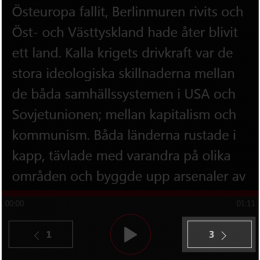 Östeuropa fallit, Berlinmuren rivits och
Öst- och Västtyskland hade åter blivit
ett land. Kalla krigets drivkraft var de
stora ideologiska skillnaderna mellan
de båda samhällssystemen i USA och
Sovjetunionen; mellan kapitalism och
kommunism. Båda länderna rustade i
kapp, tävlade med varandra på olika
områden och byggde upp arsenaler av
00:00 01:11
1 3